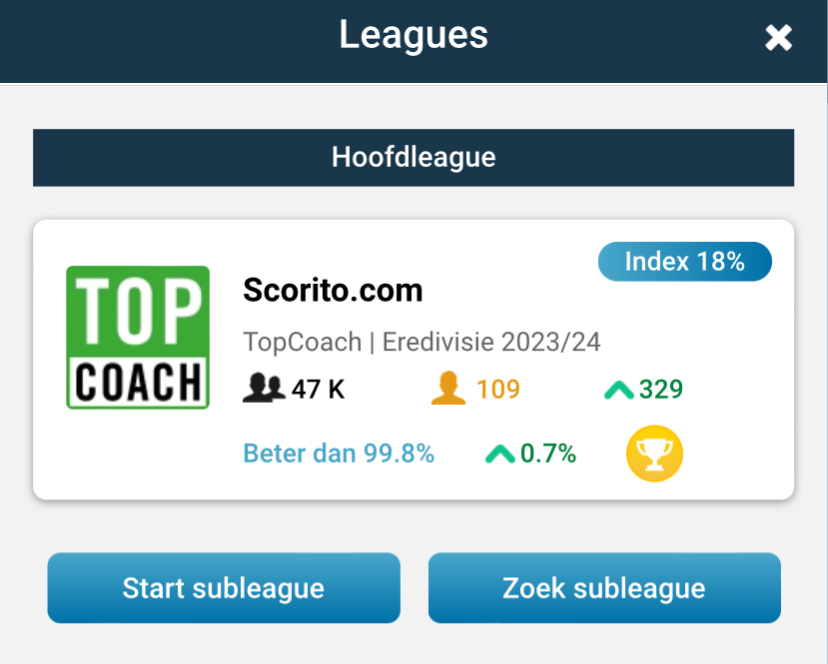 Leagues
Hoofdleague
Index 18%
TOP
COACH
Scorito.com
TopCoach | Eredivisie 2023/24
47 K 109 329
Beter dan 99.8% 0.7%
Start subleague Zoek subleague